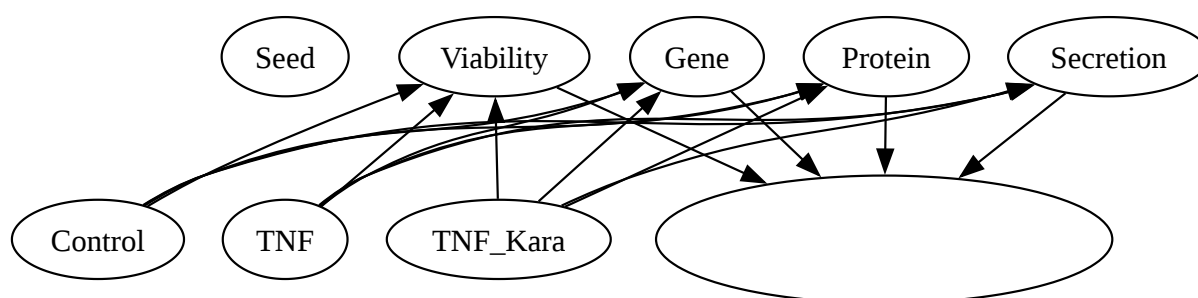 Seed
Viability
Gene
Protein
Secretion
Control
TNF
TNF_Kara